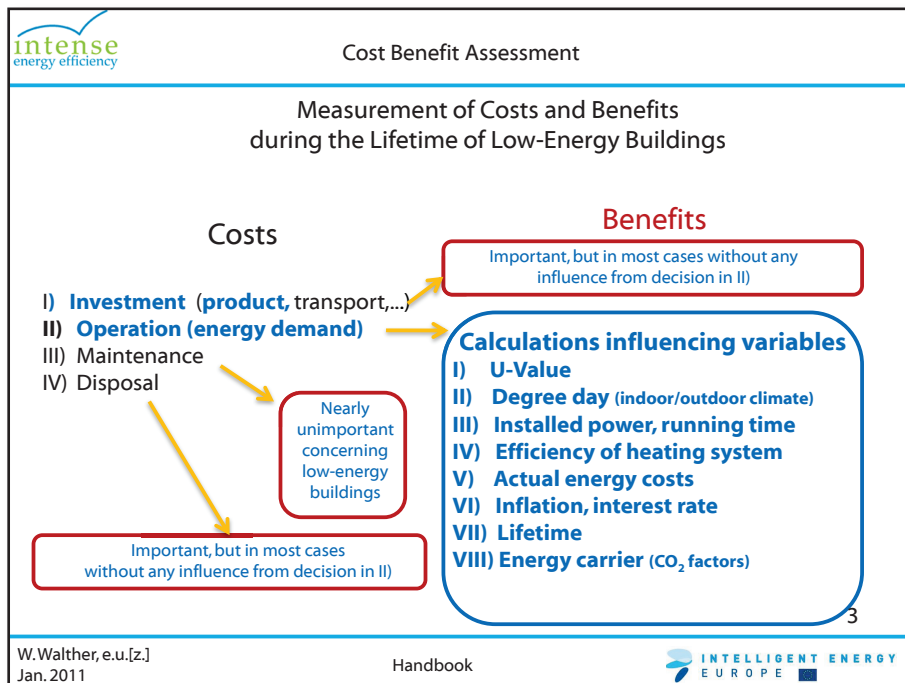 intense
energy efficiency
Cost Benefit Assessment
Measurement of Costs and Benefits
during the Lifetime of Low-Energy Buildings
Costs
Benefits
Important, but in most cases without any
influence from decision in II)
I) Investment (product, transport,...)
II) Operation (energy demand)
III) Maintenance
IV) Disposal
Nearly
unimportant
concerning
low-energy
buildings
Important, but in most cases
without any influence from decision in II)
Calculations influencing variables
I) U-Value
II) Degree day (indoor/outdoor climate)
III) Installed power, running time
IV) Efficiency of heating system
V) Actual energy costs
VI) Inflation, interest rate
VII) Lifetime
VIII) Energy carrier (CO₂ factors)
3
W. Walther, e.u.[z.]
Jan. 2011
Handbook
INTELLIGENT ENERGY
EUROPE